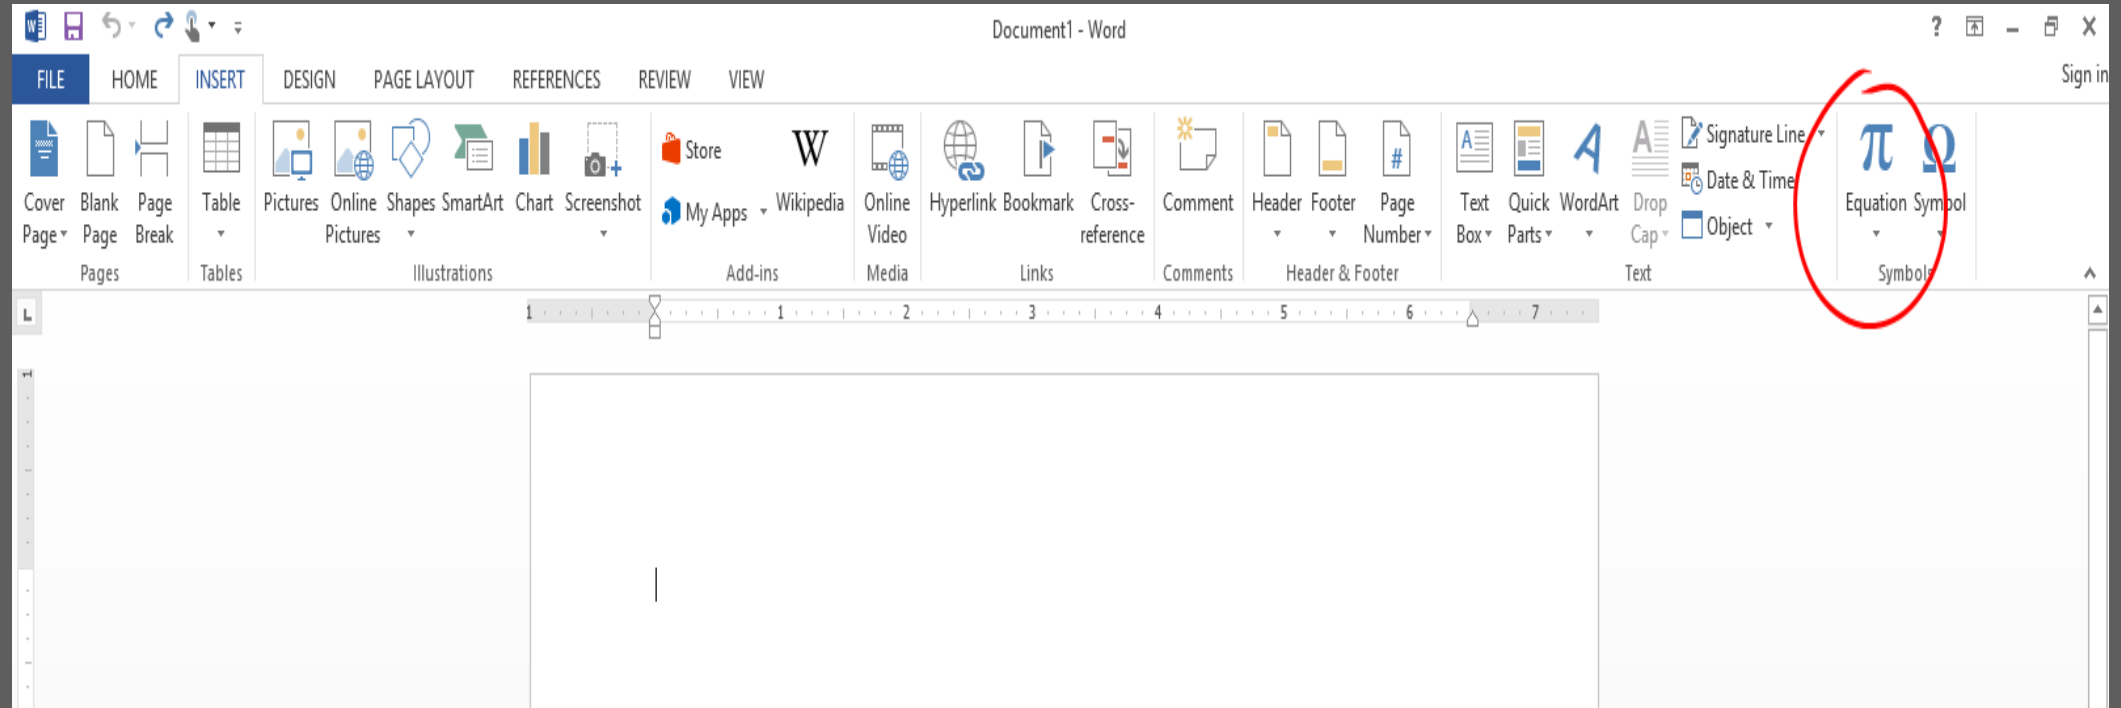 Document1 - Word
?
Sign in
FILE HOME INSERT DESIGN PAGE LAYOUT REFERENCES REVIEW VIEW
Cover Page
Blank Page
Page Break
Pages
Table
Tables
Pictures
Online Pictures
Shapes
SmartArt
Chart
Screenshot
Illustrations
Store
My Apps
W
Wikipedia
Add-ins
Online Video
Media
Hyperlink
Bookmark
Cross-reference
Links
Comment
Comments
Header
Footer
#
Page Number
Header & Footer
A
Text Box
Quick Parts
A
WordArt
A
Drop Cap
Signature Line
Date & Time
Object
Text
π
Equation
Ω
Symbol
Symbols
L
1 1 2 3 4 5 6 7
1